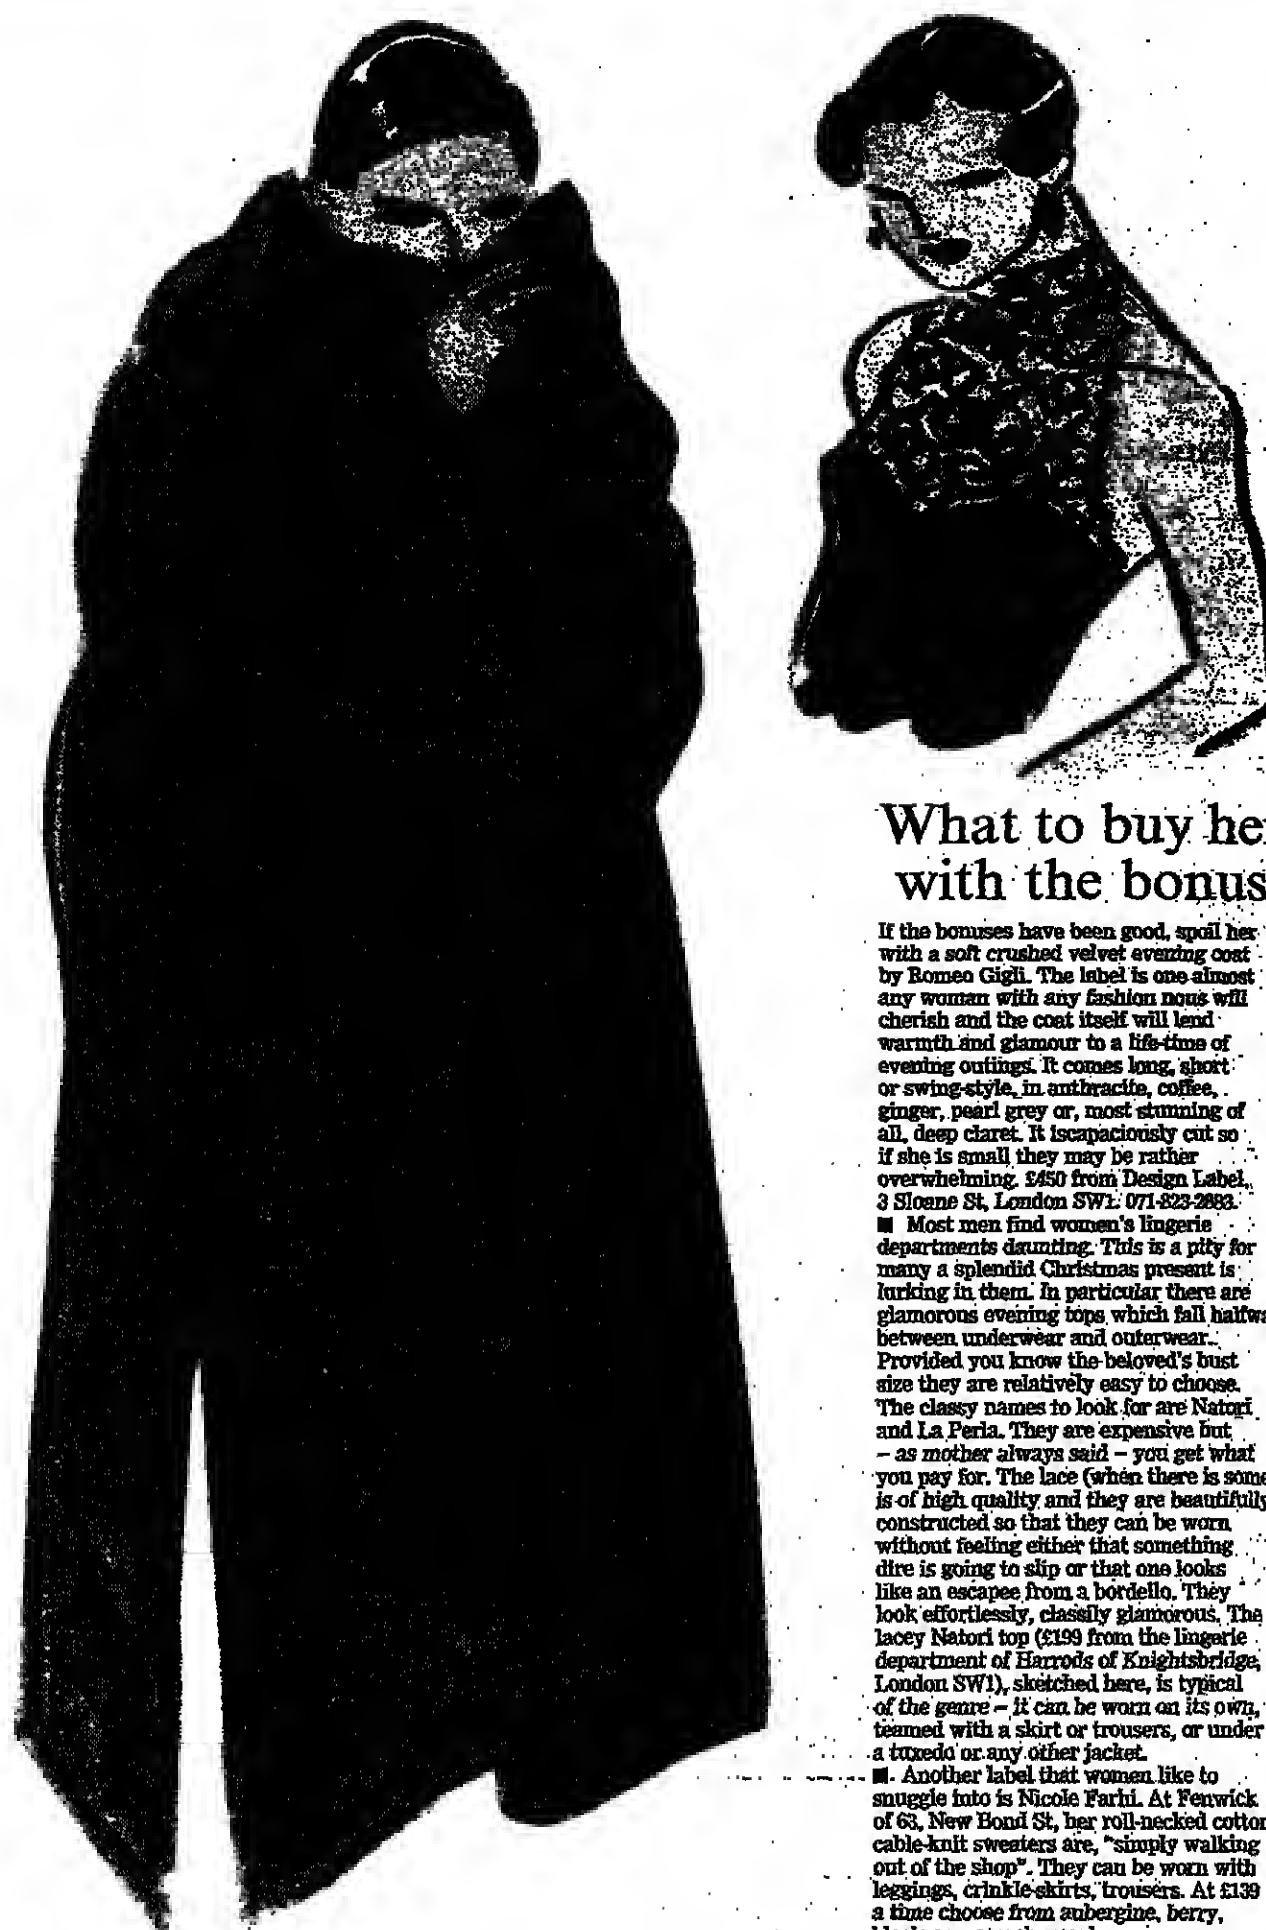 What to buy her
with the bonus
If the bonuses have been good, spoil her
with a soft crushed velvet evening coat
by Romeo Gigli. The label is one almost
any woman with any fashion nous will
cherish and the coat itself will lend
warmth and glamour to a life-time of
evening outings. It comes long, short
or swing-style, in anthracite, coffee,
ginger, pearl grey or, most stunning of
all, deep claret. It iscapaciously cut so
if she is small they may be rather
overwhelming. £450 from Design Label,
3 Sloane St, London SW1. 071-823-2883.
■ Most men find women's lingerie
departments daunting. This is a pity for
many a splendid Christmas present is
lurking in them. In particular there are
glamorous evening tops which fall halfwa
between underwear and outerwear.
Provided you know the beloved's bust
size they are relatively easy to choose.
The classy names to look for are Natori
and La Perla. They are expensive but
– as mother always said – you get what
you pay for. The lace (when there is some
is of high quality and they are beautifully
constructed so that they can be worn
without feeling either that something
dire is going to slip or that one looks
like an escapee from a bordello. They
look effortlessly, classily glamorous. The
lacey Natori top (£199 from the lingerie
department of Harrods of Knightsbridge,
London SW1), sketched here, is typical
of the genre – it can be worn on its own,
teamed with a skirt or trousers, or under
a tuxedo or any other jacket.
■ Another label that women like to
snuggle into is Nicole Farhi. At Fenwick
of 63, New Bond St, her roll-necked cotton
cable-knit sweaters are, "simply walking
out of the shop". They can be worn with
leggings, crinkle-skirts, trousers. At £139
a time choose from aubergine, berry,